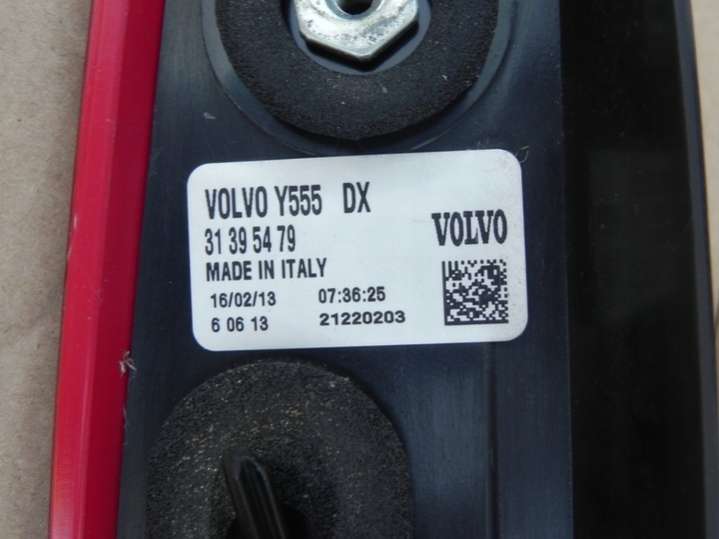 VOLVO Y555 DX
31 39 54 79
VOLVO
MADE IN ITALY
16/02/13 07:36:25
6 06 13 21220203